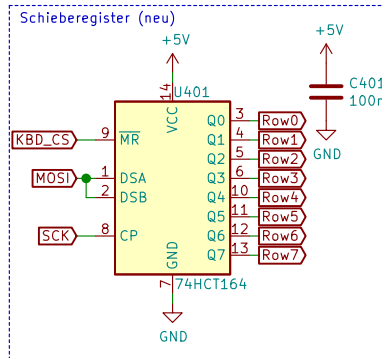 Schieberegister (neu)
+5V
+5V
U401
14
VCC
C401
100n
GND
KBD_CS 9 MR
MOSI 1 DSA
2 DSB
SCK 8 CP
Q0 3 Row0
Q1 4 Row1
Q2 5 Row2
Q3 6 Row3
Q4 10 Row4
Q5 11 Row5
Q6 12 Row6
Q7 13 Row7
GND
7
74HCT164
GND